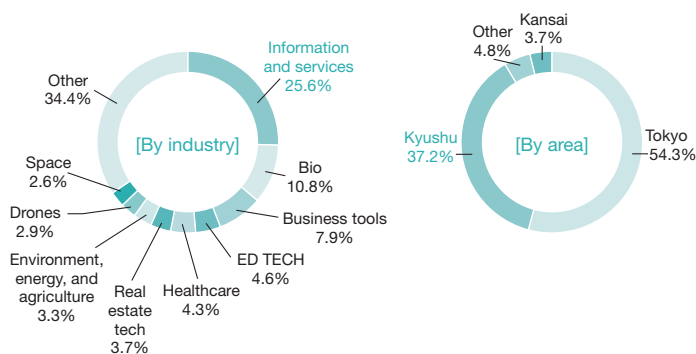 Information
and services
25.6%
Other
34.4%
[By industry]
Space
2.6%
Drones
2.9%
Environment,
energy, and
agriculture
3.3%
Real
estate
tech
3.7%
Healthcare
4.3%
ED TECH
4.6%
Business tools
7.9%
Bio
10.8%
Kansai
3.7%
Other
4.8%
Kyushu
37.2%
[By area]
Tokyo
54.3%